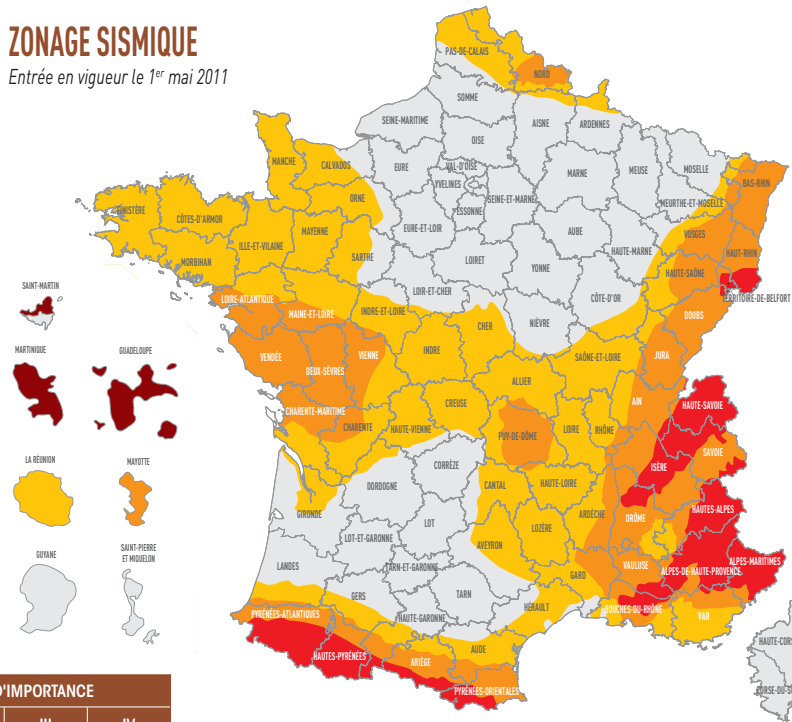 ZONAGE SISMIQUE
Entrée en vigueur le 1er mai 2011
PAS-DE-CALAIS
NORD
SOMME
SEINE-MARITIME
AISNE
ARDENNES
OISE
MANCHE
CALVADOS
EURE
VAL-D'OISE
MARNE
MEUSE
MOSELLE
BAS-RHIN
YVELINES
ORNE
SEINE-ET-MARNE
MEURTHE-ET-MOSELLE
ESSONNE
FINISTÈRE
CÔTES-D'ARMOR
EURE-ET-LOIR
AUBE
VOSGES
ILLE-ET-VILAINE
MAYENNE
HAUTE-MARNE
HAUT-RHIN
MORBIHAN
SARTHE
LOIRET
YONNE
HAUTE-SAÔNE
SAINT-MARTIN
LOIR-ET-CHER
CÔTE-D'OR
TERRITOIRE-DE-BELFORT
LOIRE-ATLANTIQUE
MAINE-ET-LOIRE
INDRE-ET-LOIRE
NIÈVRE
DOUBS
CHER
MARTINIQUE
GUADELOUPE
VENDÉE
VIENNE
INDRE
SAÔNE-ET-LOIRE
JURA
DEUX-SÈVRES
ALLIER
CHARENTE-MARITIME
CREUSE
AIN
HAUTE-SAVOIE
CHARENTE
HAUTE-VIENNE
PUY-DE-DÔME
LOIRE
RHÔNE
LA RÉUNION
MAYOTTE
CORRÈZE
ISÈRE
SAVOIE
DORDOGNE
CANTAL
HAUTE-LOIRE
GIRONDE
ARDÈCHE
DRÔME
HAUTES-ALPES
LOT
LOZÈRE
GUYANE
SAINT-PIERRE
ET MIQUELON
LOT-ET-GARONNE
AVEYRON
LANDES
TARN-ET-GARONNE
GARD
VAULUSE
ALPES-DE-HAUTE-PROVENCE
ALPES-MARITIMES
GERS
TARN
HÉRAULT
BOUCHES-DU-RHÔNE
VAR
PYRÉNÉES-ATLANTIQUES
HAUTE-GARONNE
HAUTE-CORS
HAUTES-PYRÉNÉES
ARIÈGE
AUDE
PYRÉNÉES-ORIENTALES
CORSE-DU-S
D'IMPORTANCE
III IV